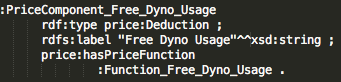 :PriceComponent_Free_Dyno_Usage
rdf:type price:Deduction ;
rdfs:label "Free Dyno Usage"^^xsd:string ;
price:hasPriceFunction
:Function_Free_Dyno_Usage .